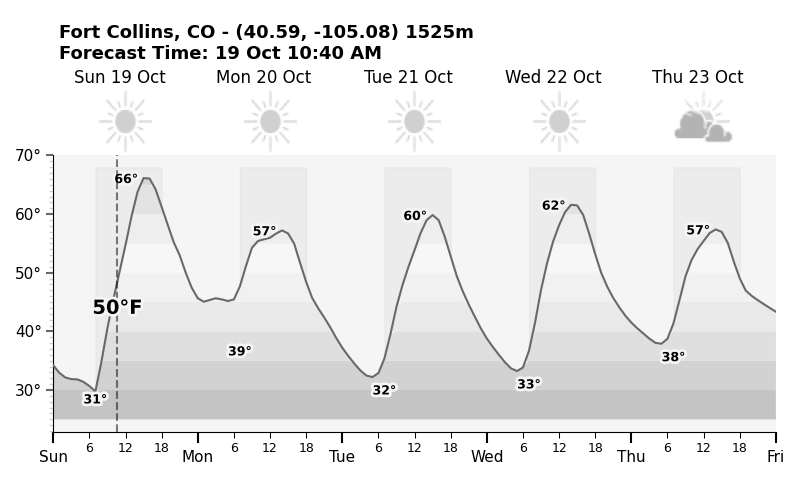 Fort Collins, CO - (40.59, -105.08) 1525m
Forecast Time: 19 Oct 10:40 AM
Sun 19 Oct Mon 20 Oct Tue 21 Oct Wed 22 Oct Thu 23 Oct
70°
66°
60° 57° 60° 62° 57°
50°
50°F
40°
39° 38°
30° 31° 32° 33°
6 12 18 6 12 18 6 12 18 6 12 18 6 12 18
Sun Mon Tue Wed Thu Fri